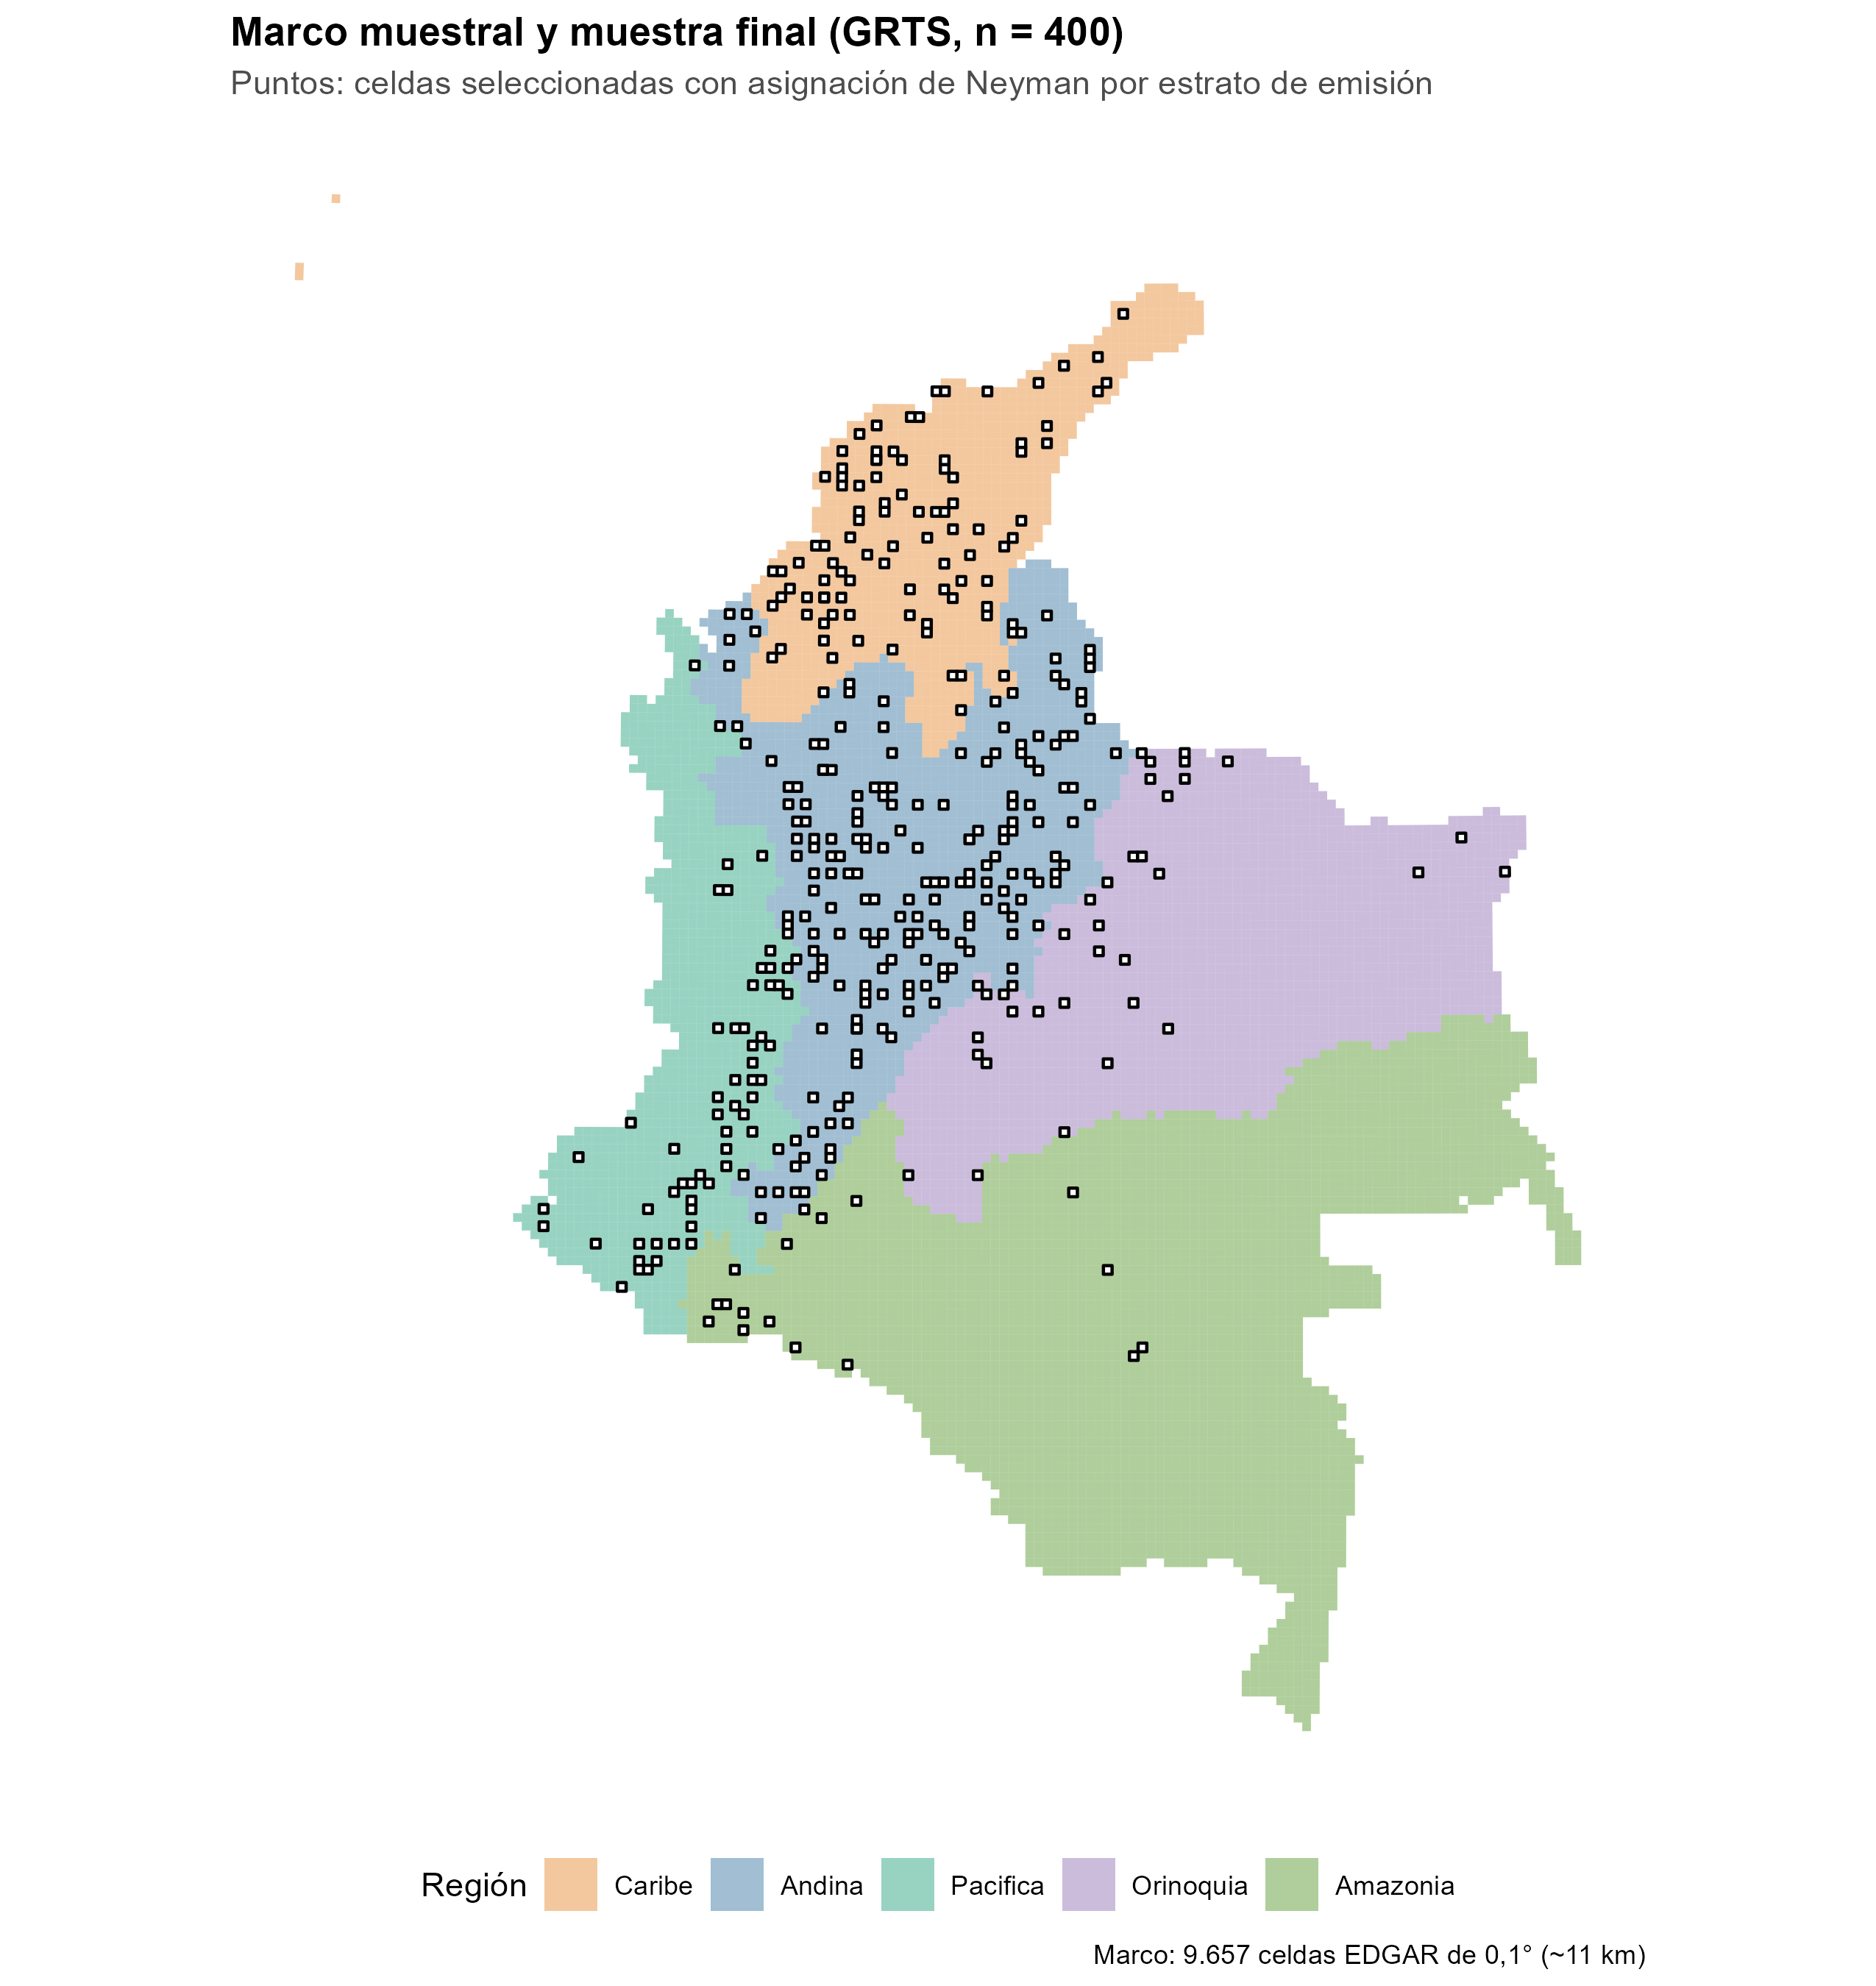 Marco muestral y muestra final (GRTS, n = 400)
Puntos: celdas seleccionadas con asignación de Neyman por estrato de emisión
Región Caribe Andina Pacifica Orinoquia Amazonia
Marco: 9.657 celdas EDGAR de 0,1° (~11 km)